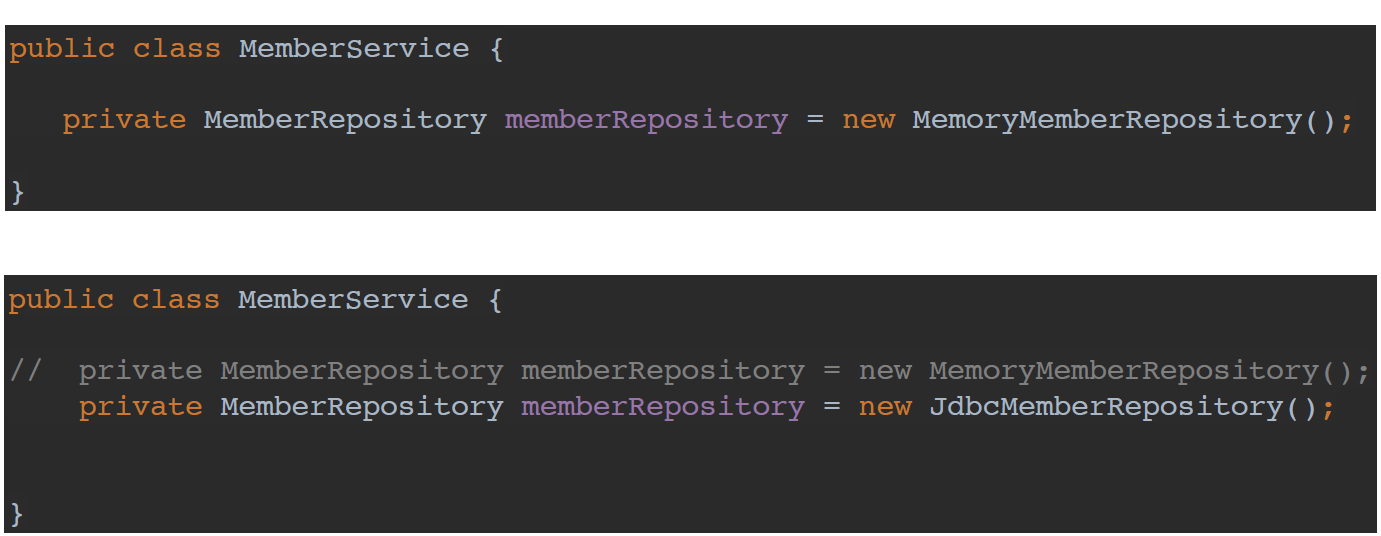 public class MemberService {
private MemberRepository memberRepository = new MemoryMemberRepository();
}
public class MemberService {
// private MemberRepository memberRepository = new MemoryMemberRepository();
private MemberRepository memberRepository = new JdbcMemberRepository();
}